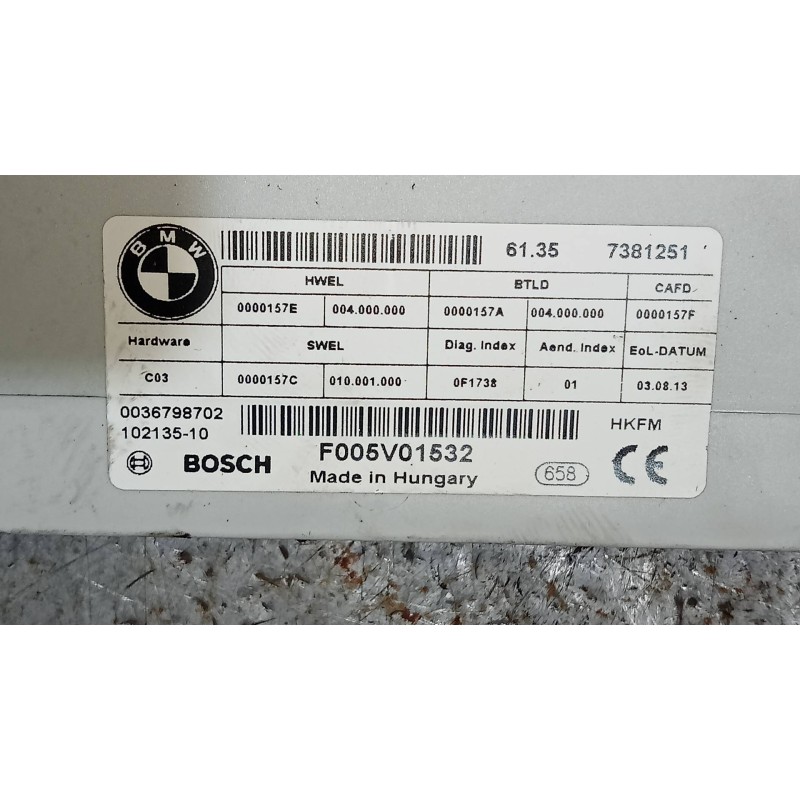 BMW 61.35 7381251
HWEL BTLD CAFD
0000157E 004.000.000 0000157A 004.000.000 0000157F
Hardware SWEL Diag. Index Aend. Index EoL-DATUM
C03 0000157C 010.001.000 0F1738 01 03.08.13
0036798702 HKFM
102135-10
BOSCH F005V01532 658 CE
Made in Hungary